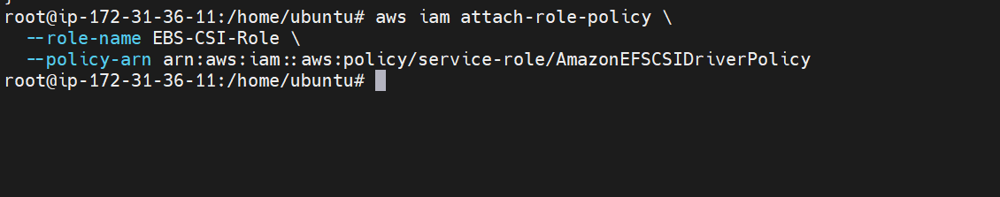 root@ip-172-31-36-11:/home/ubuntu# aws iam attach-role-policy \
  --role-name EBS-CSI-Role \
  --policy-arn arn:aws:iam::aws:policy/service-role/AmazonEFSCSIDriverPolicy
root@ip-172-31-36-11:/home/ubuntu#